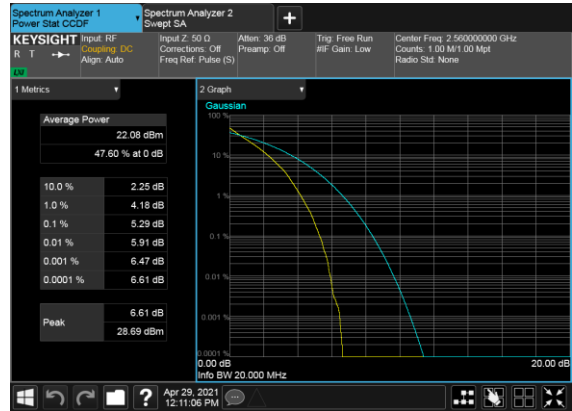 Spectrum Analyzer 1
Power Stat CCDF
Spectrum Analyzer 2
Swept SA
KEYSIGHT
R T
Input: RF
Coupling: DC
Align: Auto
Input Z: 50 Ω
Corrections: Off
Freq Ref: Pulse (S)
Atten: 36 dB
Preamp: Off
Trig: Free Run
#IF Gain: Low
Center Freq: 2.560000000 GHz
Counts: 1.00 M/1.00 Mpt
Radio Std: None
1 Metrics
Average Power
22.08 dBm
47.60 % at 0 dB
10.0 % 2.25 dB
1.0 % 4.18 dB
0.1 % 5.29 dB
0.01 % 5.91 dB
0.001 % 6.47 dB
0.0001 % 6.61 dB
Peak
6.61 dB
28.69 dBm
2 Graph
Gaussian
100 %
10 %
1 %
0.1 %
0.01 %
0.001 %
0.0001 %
0.00 dB
20.00 dB
Info BW 20.000 MHz
?
Apr 29, 2021
12:11:06 PM